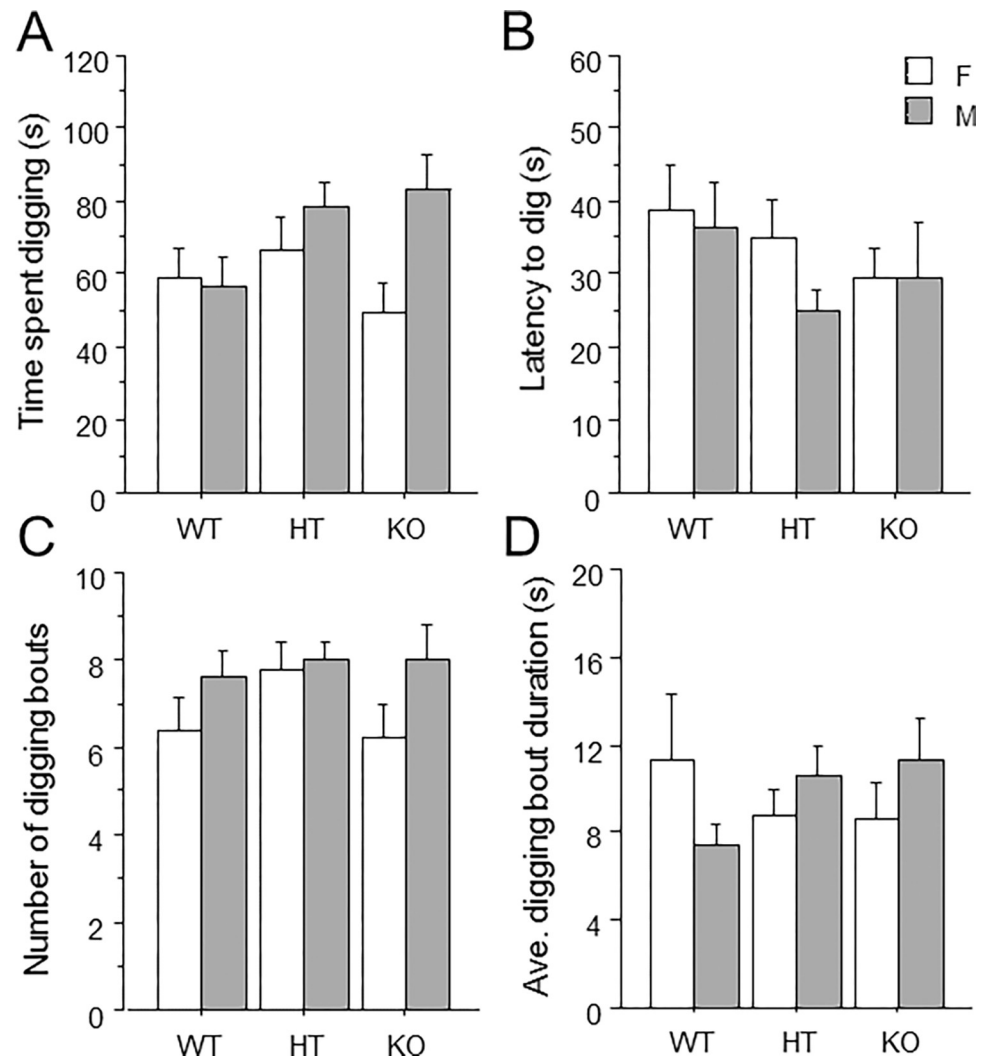 A
Time spent digging (s)
120
100
80
60
40
20
0
WT HT KO
B
Latency to dig (s)
60
50
40
30
20
10
0
WT HT KO
F
M
C
Number of digging bouts
10
8
6
4
2
0
WT HT KO
D
Ave. digging bout duration (s)
20
16
12
8
4
0
WT HT KO